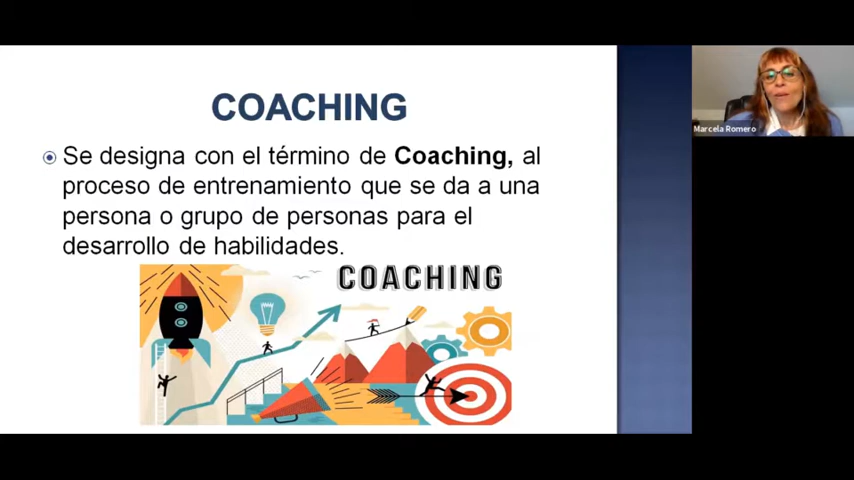 COACHING
Se designa con el término de Coaching, al
proceso de entrenamiento que se da a una
persona o grupo de personas para el
desarrollo de habilidades.
COACHING
Marcela Romero